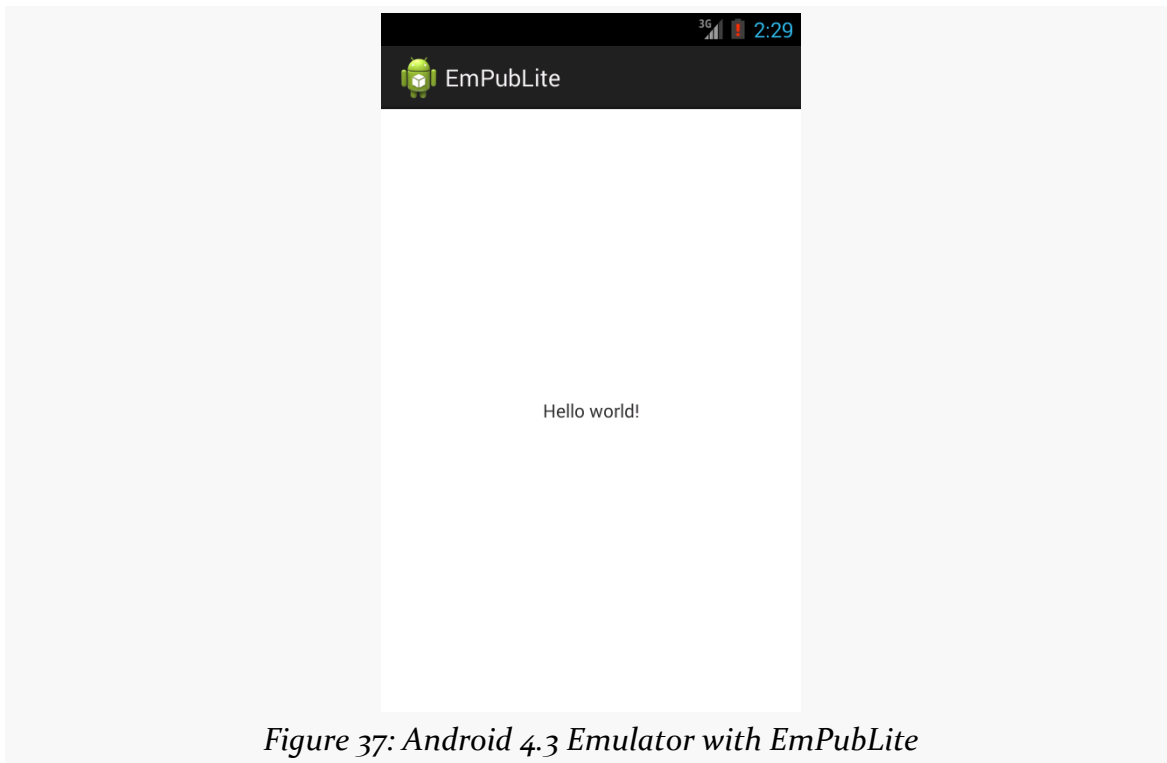 3G 2:29
EmPubLite
Hello world!
Figure 37: Android 4.3 Emulator with EmPubLite